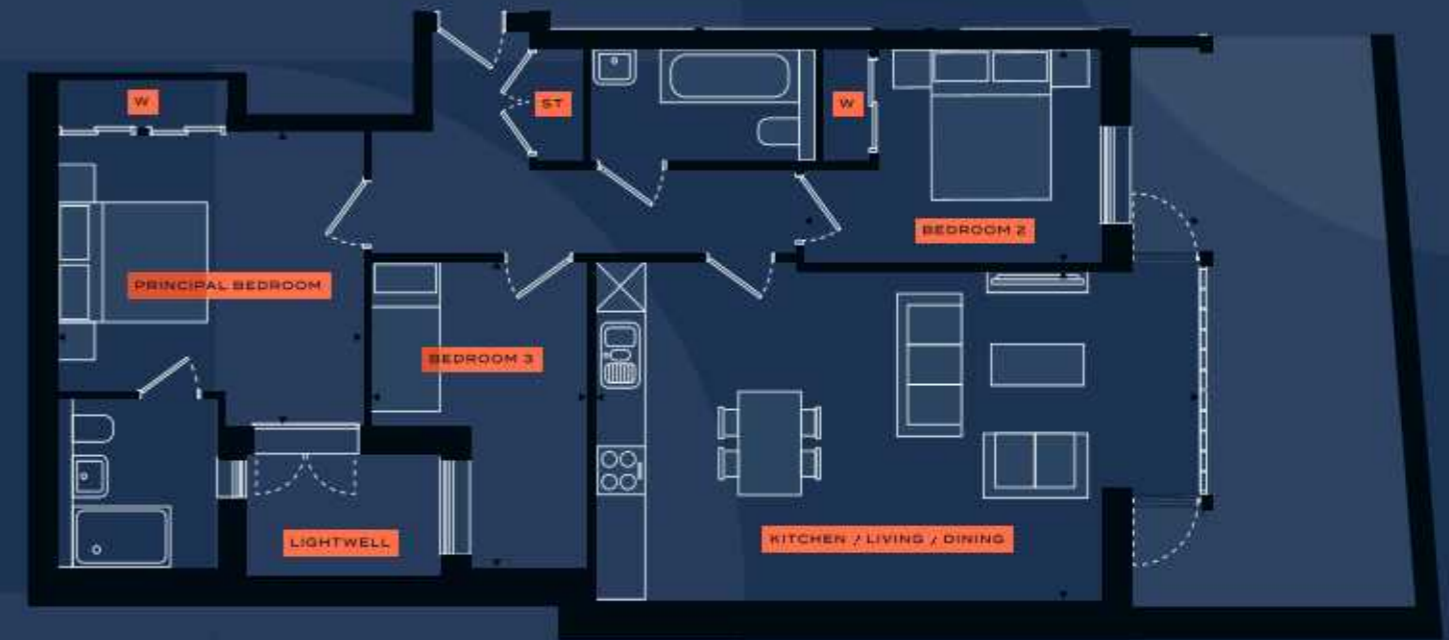 W
ST
W
BEDROOM 2
PRINCIPAL BEDROOM
BEDROOM 3
LIGHTWELL
KITCHEN / LIVING / DINING